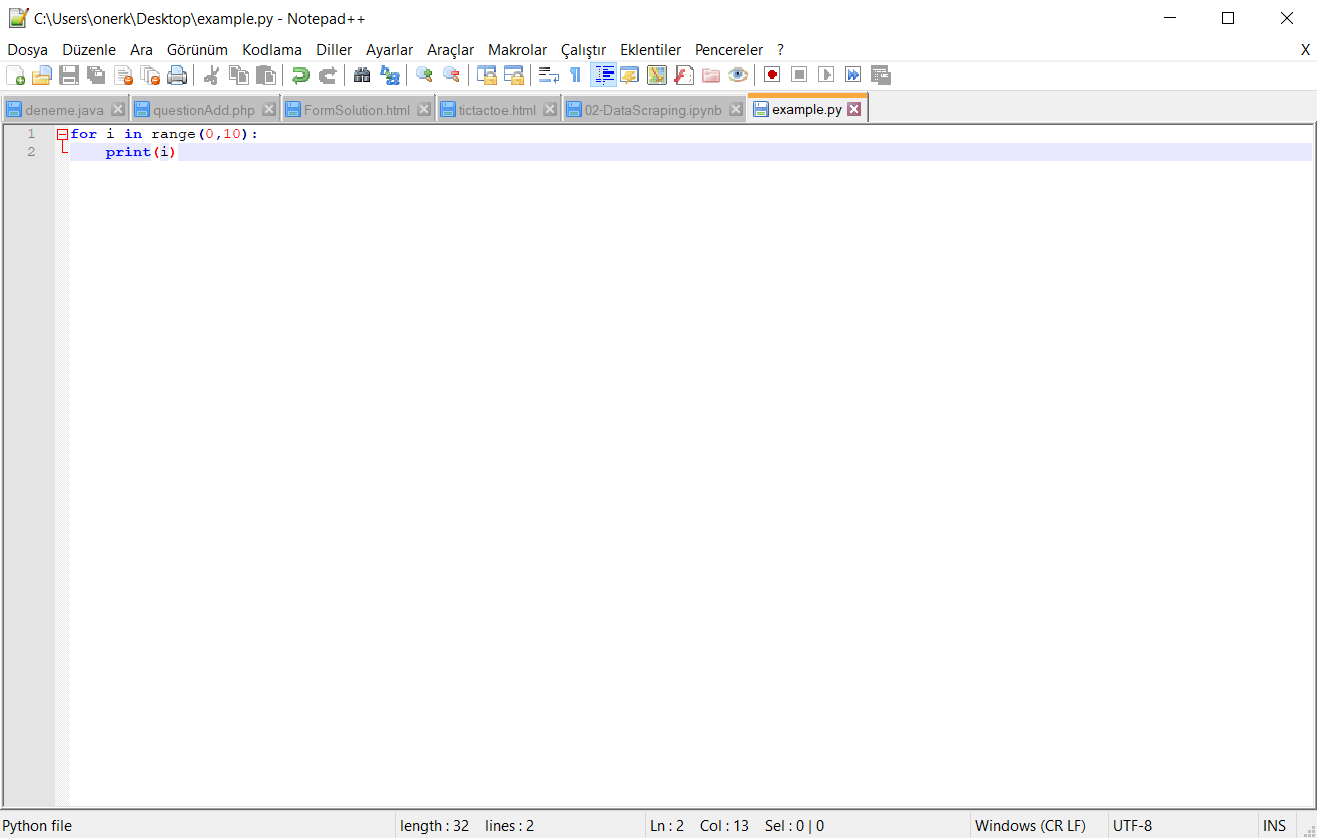 C:\Users\onerk\Desktop\example.py - Notepad++
Dosya Düzenle Ara Görünüm Kodlama Diller Ayarlar Araçlar Makrolar Çalıştır Eklentiler Pencereler ? X
deneme.java questionAdd.php FormSolution.html tictactoe.html 02-DataScraping.ipynb example.py
1 for i in range(0,10):
2     print(i)
Python file length : 32 lines : 2 Ln : 2 Col : 13 Sel : 0 | 0 Windows (CR LF) UTF-8 INS